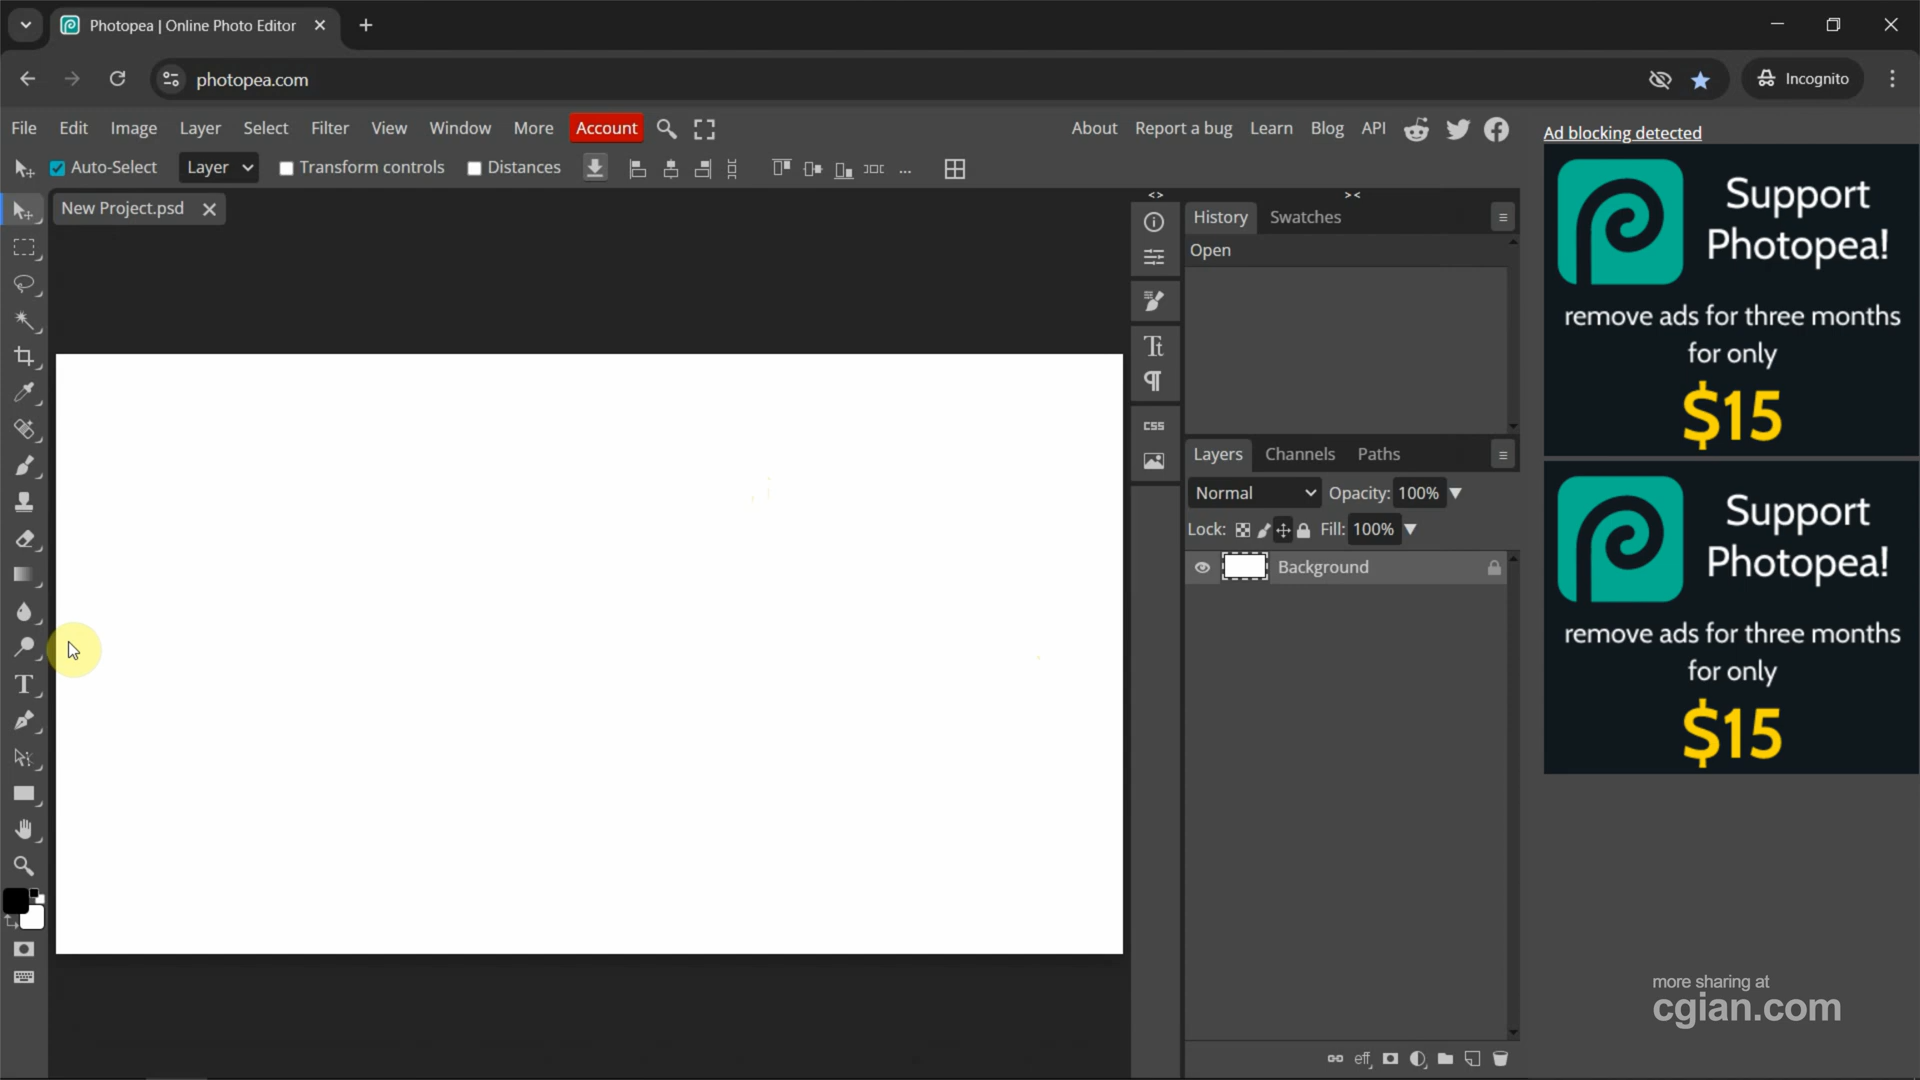 Photopea | Online Photo Editor
photopea.com
Incognito
File Edit Image Layer Select Filter View Window More Account
About Report a bug Learn Blog API
Auto-Select Layer Transform controls Distances ...
New Project.psd
History Swatches
Open
Tt
CSS
Layers Channels Paths
Normal Opacity: 100%
Lock: Fill: 100%
Background
eff
T
Ad blocking detected
Support
Photopea!
remove ads for three months
for only
$15
Support
Photopea!
remove ads for three months
for only
$15
more sharing at
cgian.com